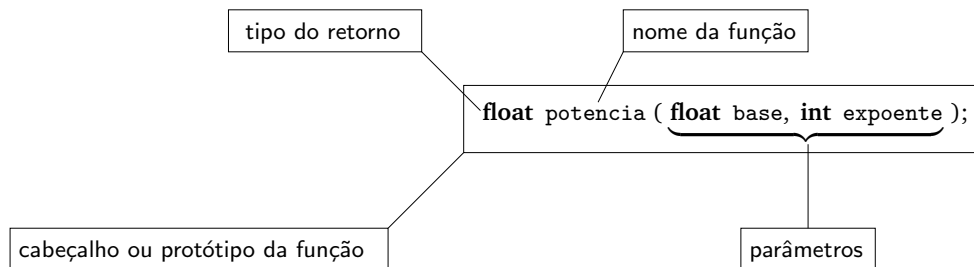 tipo do retorno
nome da função
float potencia ( float base, int expoente );
cabeçalho ou protótipo da função
parâmetros